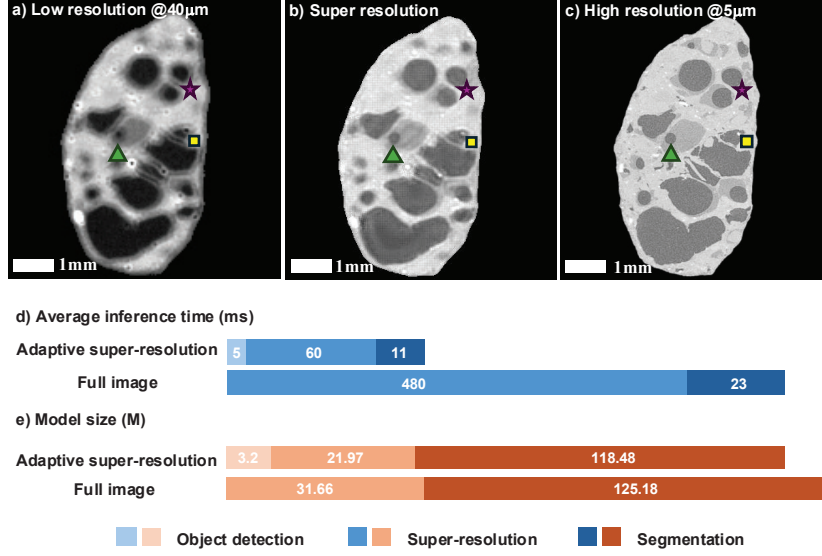 a) Low resolution @40μm
b) Super resolution
c) High resolution @5μm
1mm
1mm
1mm
d) Average inference time (ms)
Adaptive super-resolution
5
60
11
Full image
480
23
e) Model size (M)
Adaptive super-resolution
3.2
21.97
118.48
Full image
31.66
125.18
Object detection
Super-resolution
Segmentation